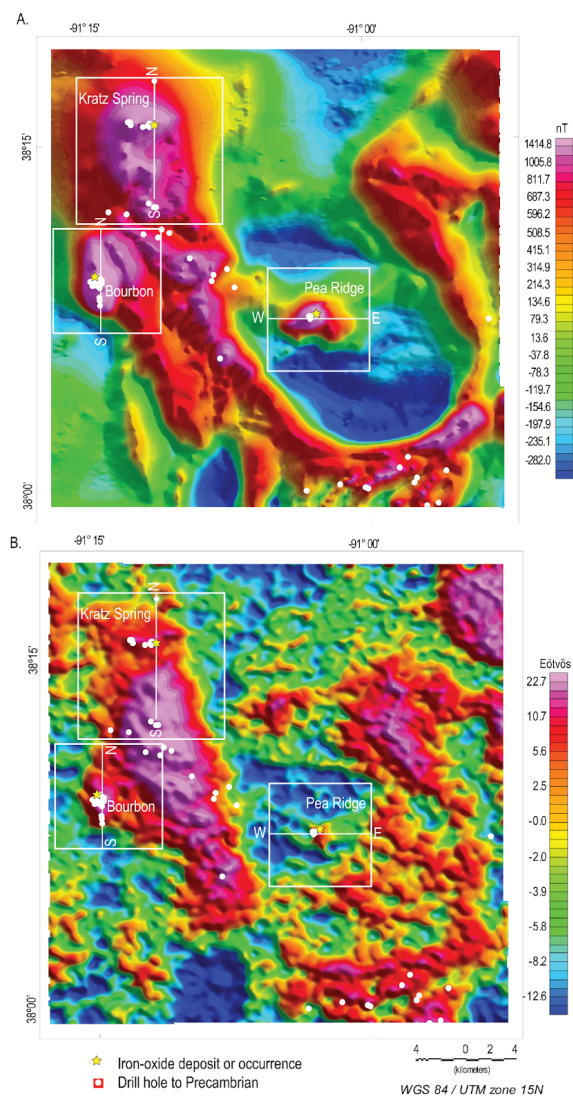 A.
-91° 15'
-91° 00'
N
Kratz Spring
38°15'
S
N
Bourbon
S
Pea Ridge
W
E
38°00'
nT
1414.8
1005.8
811.7
687.3
596.2
508.5
415.1
314.9
214.3
134.6
79.3
13.6
-37.8
-78.3
-119.7
-154.6
-197.9
-235.1
-282.0
B.
-91° 15'
-91° 00'
N
Kratz Spring
38°15'
S
N
Bourbon
S
Pea Ridge
W
E
38°00'
Eötvös
22.7
10.7
5.6
2.5
-0.0
-2.0
-3.9
-5.8
-8.2
-12.6
Iron-oxide deposit or occurrence
Drill hole to Precambrian
4 0 2 4
(kilometers)
WGS 84 / UTM zone 15N